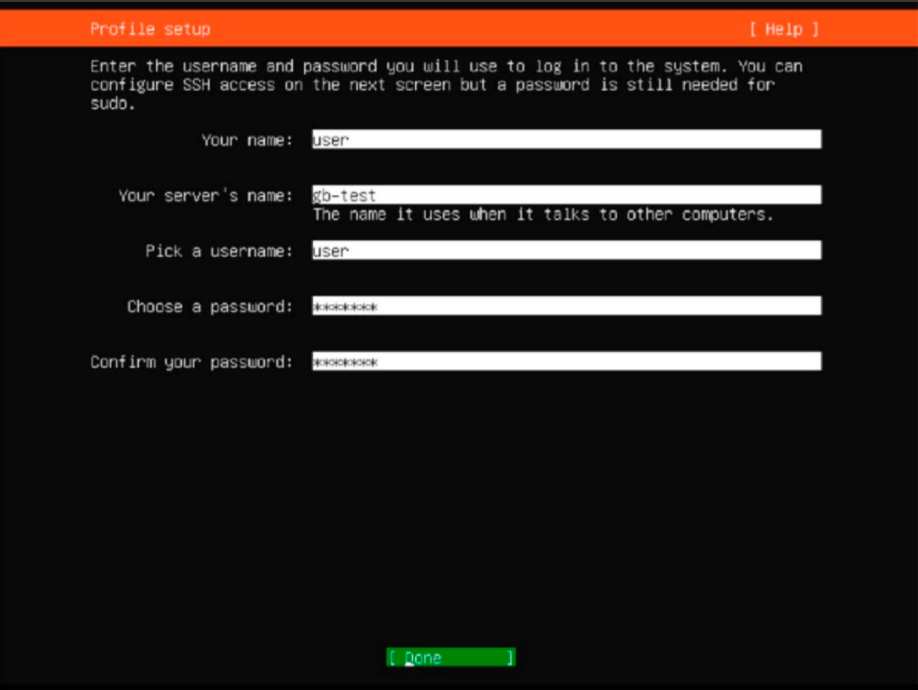 Profile setup [ Help ]
Enter the username and password you will use to log in to the system. You can
configure SSH access on the next screen but a password is still needed for
sudo.
Your name: user
Your server's name: gb-test
The name it uses when it talks to other computers.
Pick a username: user
Choose a password: *******
Confirm your password: *******
[ Done ]